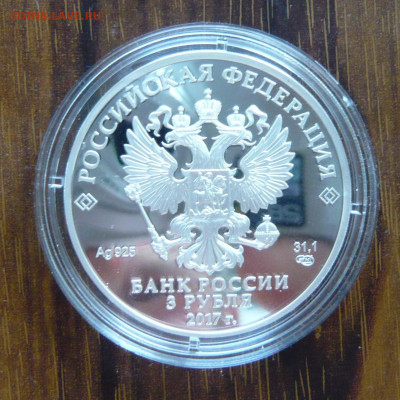 РОССИЙСКАЯ ФЕДЕРАЦИЯ
Ag 925
31,1
БАНК РОССИИ
3 РУБЛЯ
2017 г.